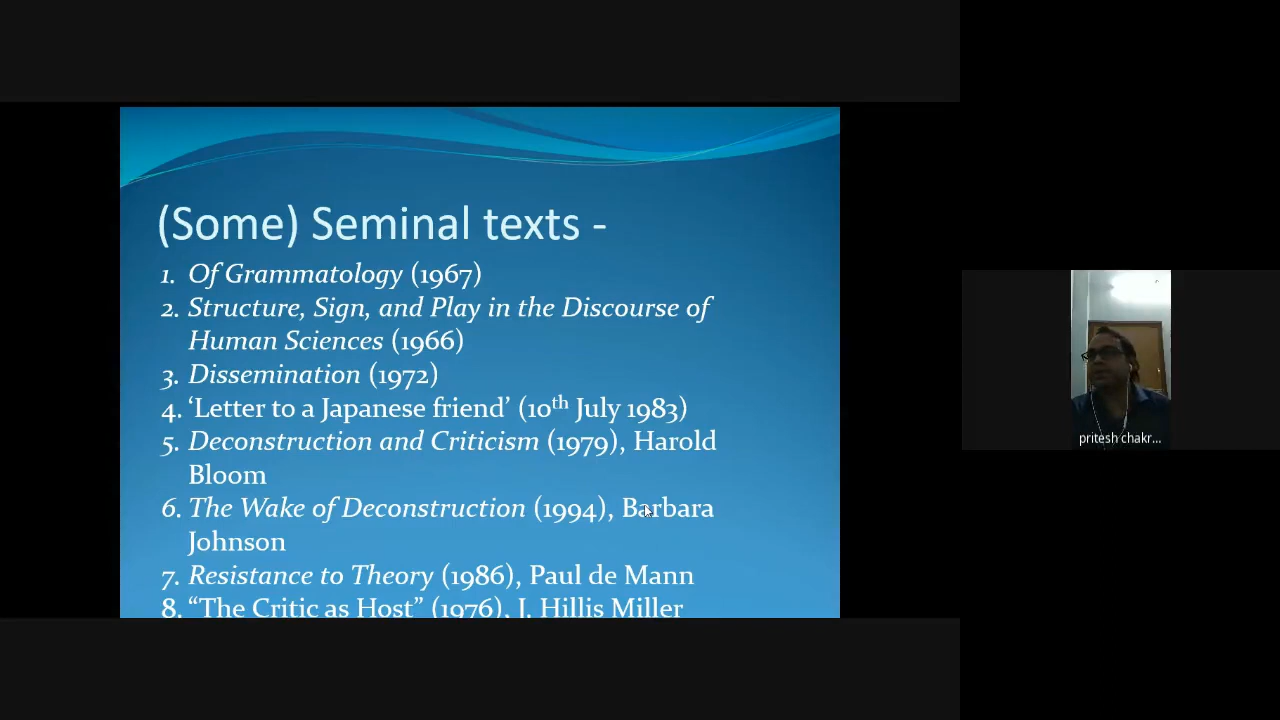 (Some) Seminal texts -
1. Of Grammatology (1967)
2. Structure, Sign, and Play in the Discourse of
Human Sciences (1966)
3. Dissemination (1972)
4. ‘Letter to a Japanese friend’ (10th July 1983)
5. Deconstruction and Criticism (1979), Harold
Bloom
6. The Wake of Deconstruction (1994), Barbara
Johnson
7. Resistance to Theory (1986), Paul de Mann
8. “The Critic as Host” (1976), J. Hillis Miller
pritesh chakr...